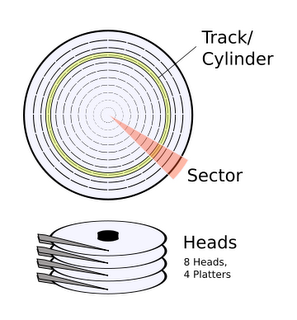 Track/
Cylinder
Sector
Heads
8 Heads,
4 Platters